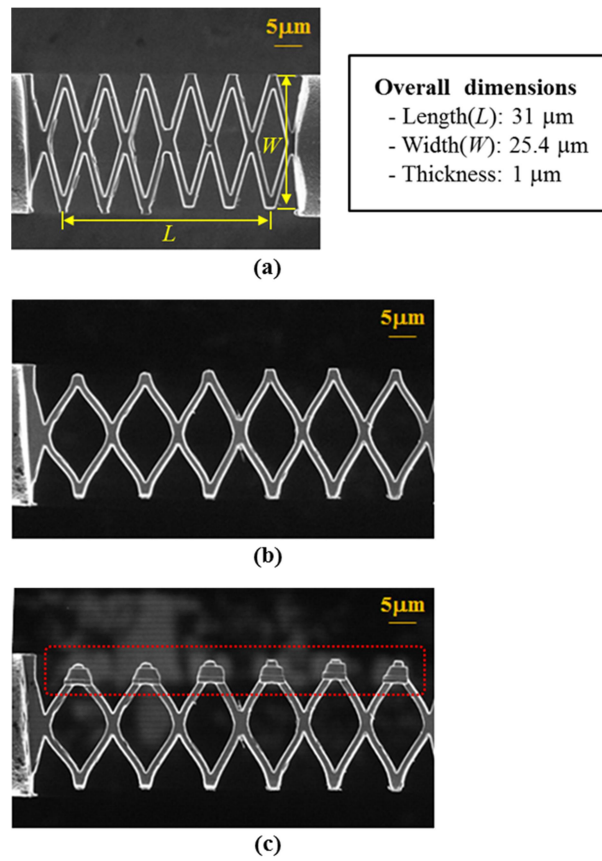 5μm
W
L
(a)
Overall dimensions
- Length(L): 31 μm
- Width(W): 25.4 μm
- Thickness: 1 μm
5μm
(b)
5μm
(c)